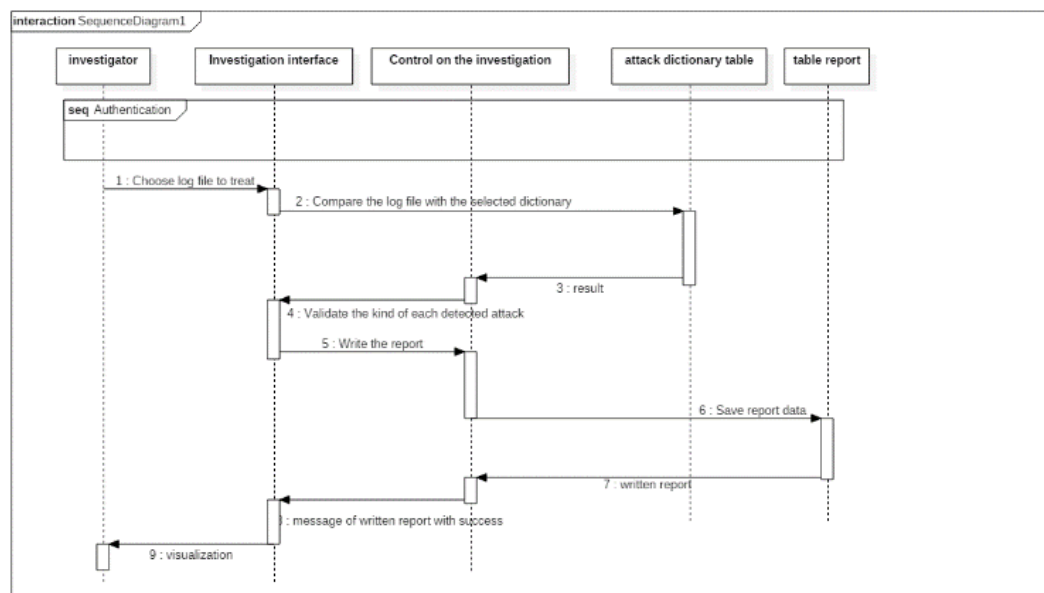 interaction SequenceDiagram1
investigator
Investigation interface
Control on the investigation
attack dictionary table
table report
seq Authentication
1 : Choose log file to treat
2 : Compare the log file with the selected dictionary
3 : result
4 : Validate the kind of each detected attack
5 : Write the report
6 : Save report data
7 : written report
: message of written report with success
9 : visualization